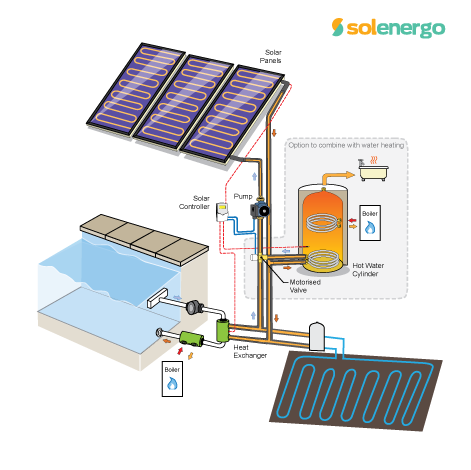 solenergo
Solar
Panels
Option to combine with water heating
Solar
Controller
Pump
Boiler
Hot Water
Cylinder
Motorised
Valve
Heat
Exchanger
Boiler